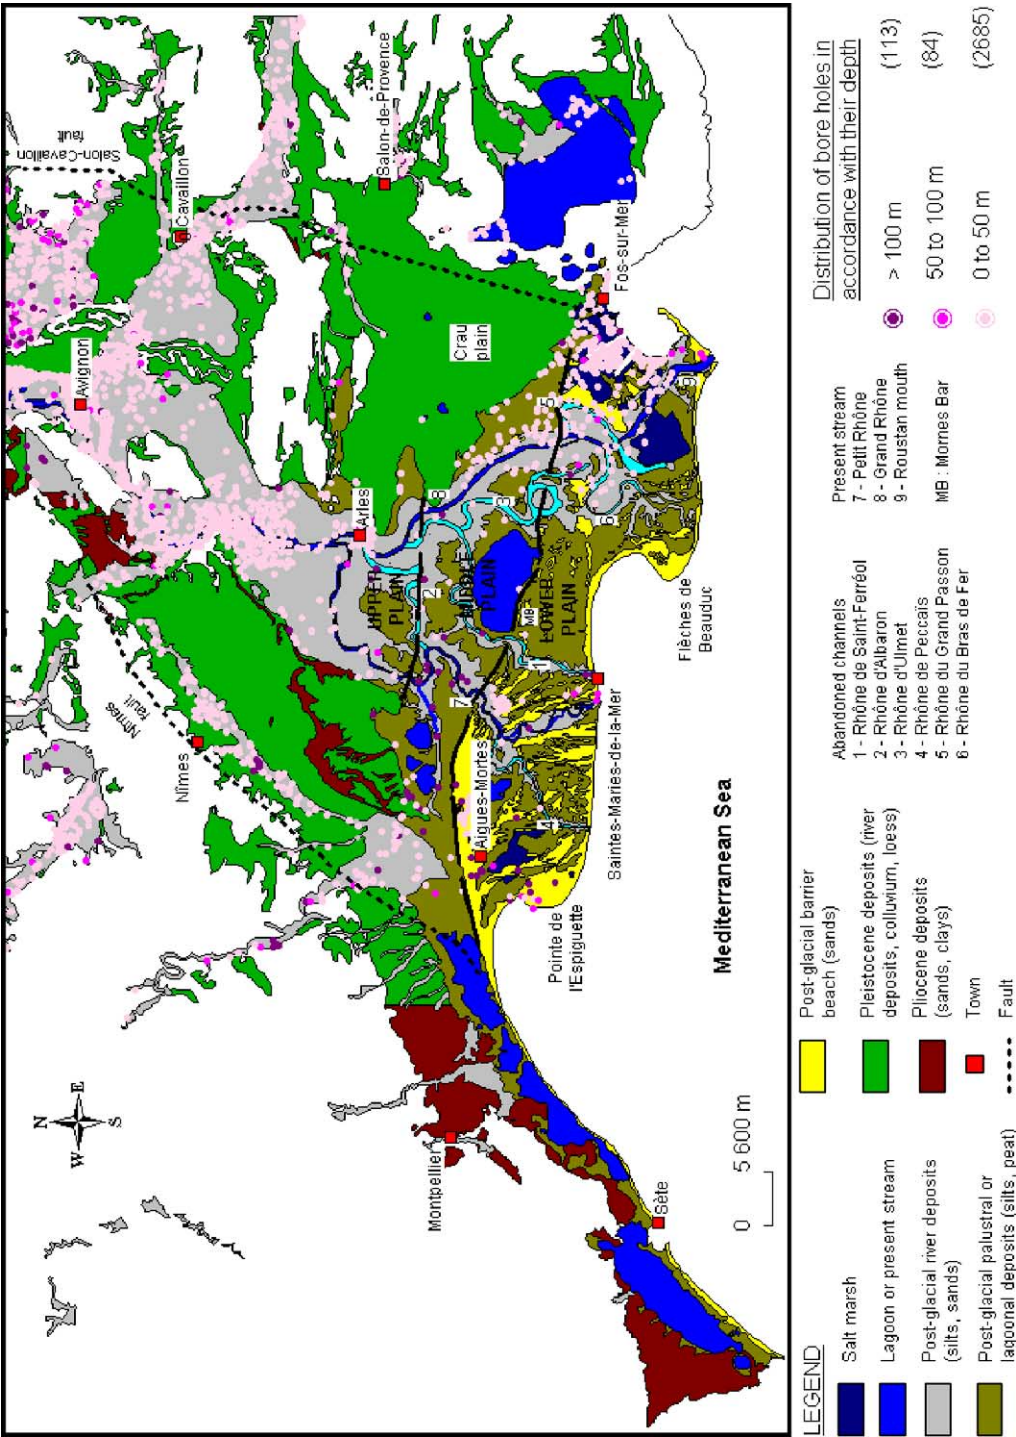 N
W
E
S
Nîmes
fault
Nîmes
Avignon
Salon-Cavaillon
fault
Cavaillon
Salon-de-Provence
Montpellier
Arles
Crau
plain
Fos-sur-Mer
UPPER
PLAIN
MIDDLE
PLAIN
LOWER
PLAIN
MB
1
2
3
4
5
6
7
8
9
Aigues-Mortes
Sète
Pointe de
l'Espiguette
Saintes-Maries-de-la-Mer
Flèches de
Beauduc
Mediterranean Sea
0 5 600 m
LEGEND
Salt marsh
Lagoon or present stream
Post-glacial river deposits
(silts, sands)
Post-glacial palustral or
lagoonal deposits (silts, peat)
Post-glacial barrier
beach (sands)
Pleistocene deposits (river
deposits, colluvium, loess)
Pliocene deposits
(sands, clays)
Town
Fault
Abandoned channels
1 - Rhône de Saint-Ferréol
2 - Rhône d'Albaron
3 - Rhône d'Ulmet
4 - Rhône de Peccaïs
5 - Rhône du Grand Passon
6 - Rhône du Bras de Fer
Present stream
7 - Petit Rhône
8 - Grand Rhône
9 - Roustan mouth
MB : Mornes Bar
Distribution of bore holes in
accordance with their depth
> 100 m (113)
50 to 100 m (84)
0 to 50 m (2685)